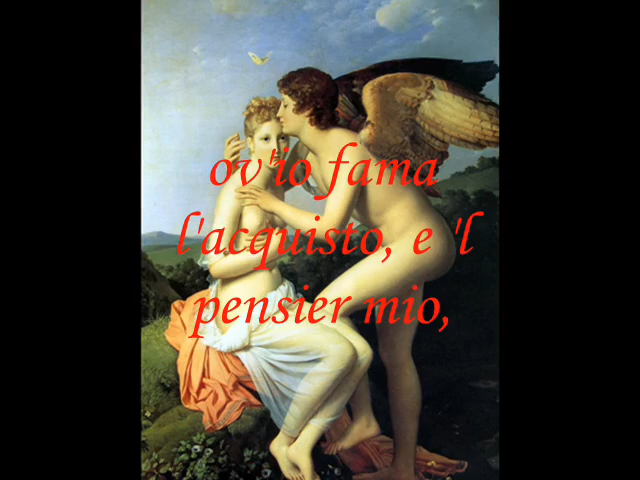 ov'io fama
l'acquisto, e 'l
pensier mio,